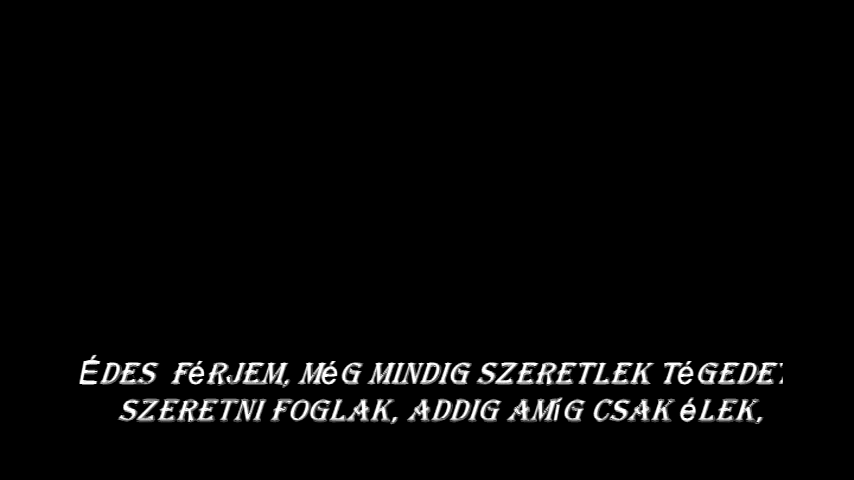 Édes férjem, még mindig szeretlek tégedet
szeretni foglak, addig amíg csak élek,